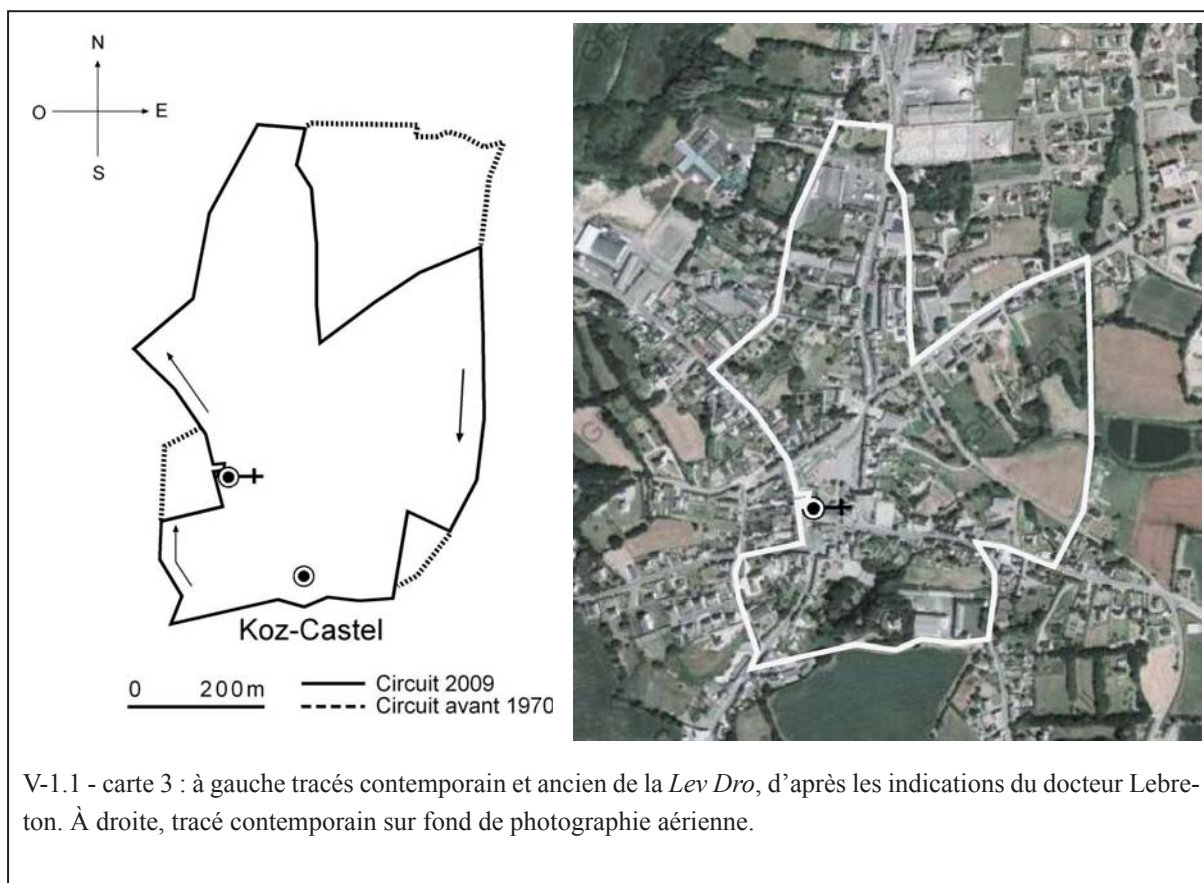 N
O E
S
Koz-Castel
0 200m
Circuit 2009
Circuit avant 1970
V-1.1 - carte 3 : à gauche tracés contemporain et ancien de la Lev Dro, d’après les indications du docteur Lebre-
ton. À droite, tracé contemporain sur fond de photographie aérienne.